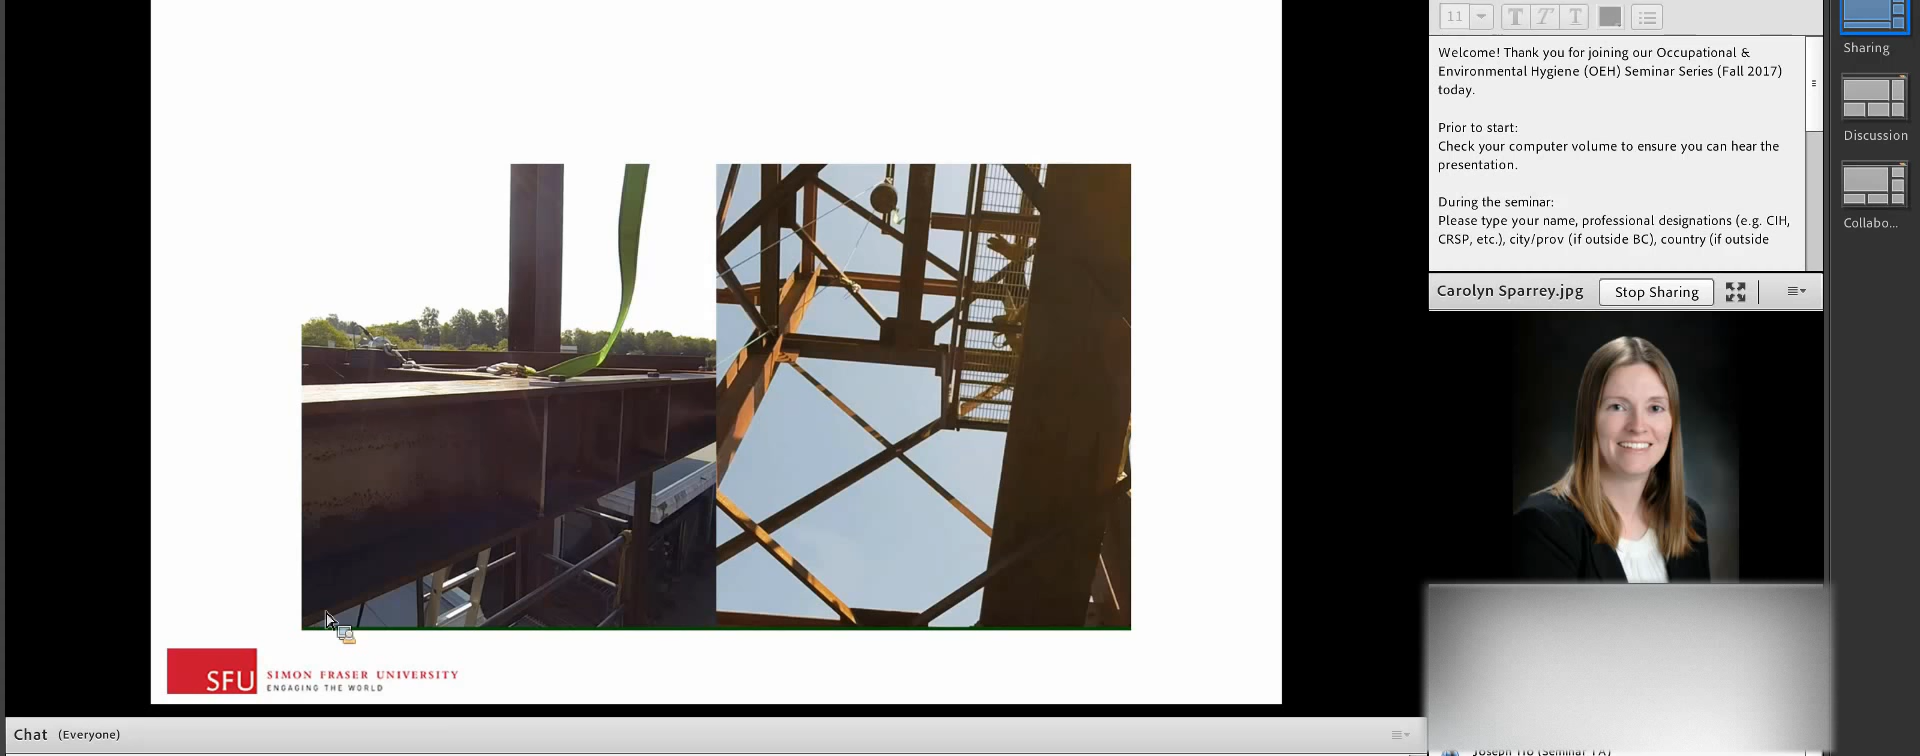 11
T T T
Welcome! Thank you for joining our Occupational &
Environmental Hygiene (OEH) Seminar Series (Fall 2017)
today.
Prior to start:
Check your computer volume to ensure you can hear the
presentation.
During the seminar:
Please type your name, professional designations (e.g. CIH,
CRSP, etc.), city/prov (if outside BC), country (if outside
Sharing
Discussion
Collabo...
Carolyn Sparrey.jpg Stop Sharing
SFU SIMON FRASER UNIVERSITY
ENGAGING THE WORLD
Chat (Everyone)